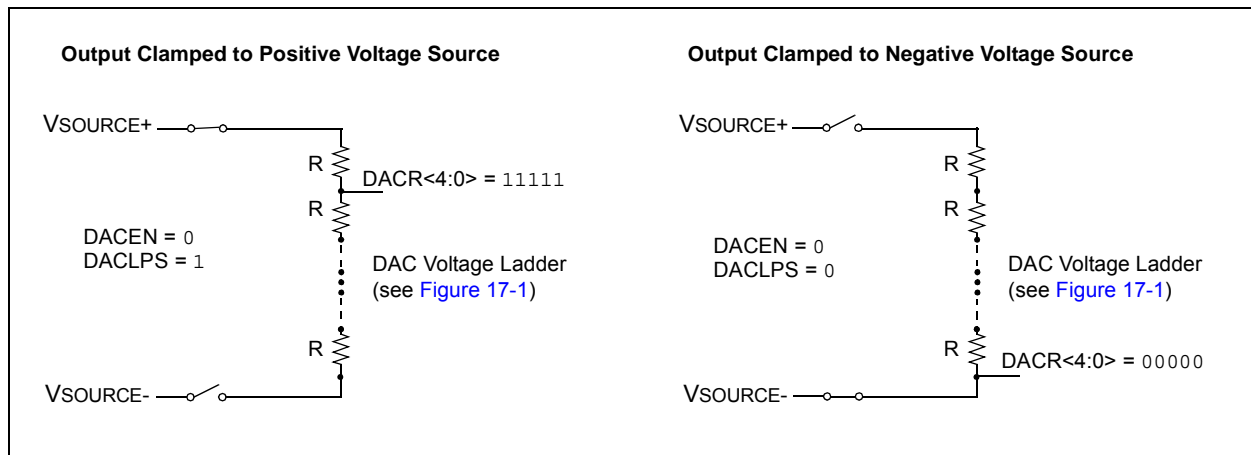 Output Clamped to Positive Voltage Source
VSOURCE+
R
DACR<4:0> = 11111
R
DACEN = 0
DACLPS = 1
DAC Voltage Ladder
(see Figure 17-1)
R
VSOURCE-
Output Clamped to Negative Voltage Source
VSOURCE+
R
R
DACEN = 0
DACLPS = 0
DAC Voltage Ladder
(see Figure 17-1)
R
DACR<4:0> = 00000
VSOURCE-